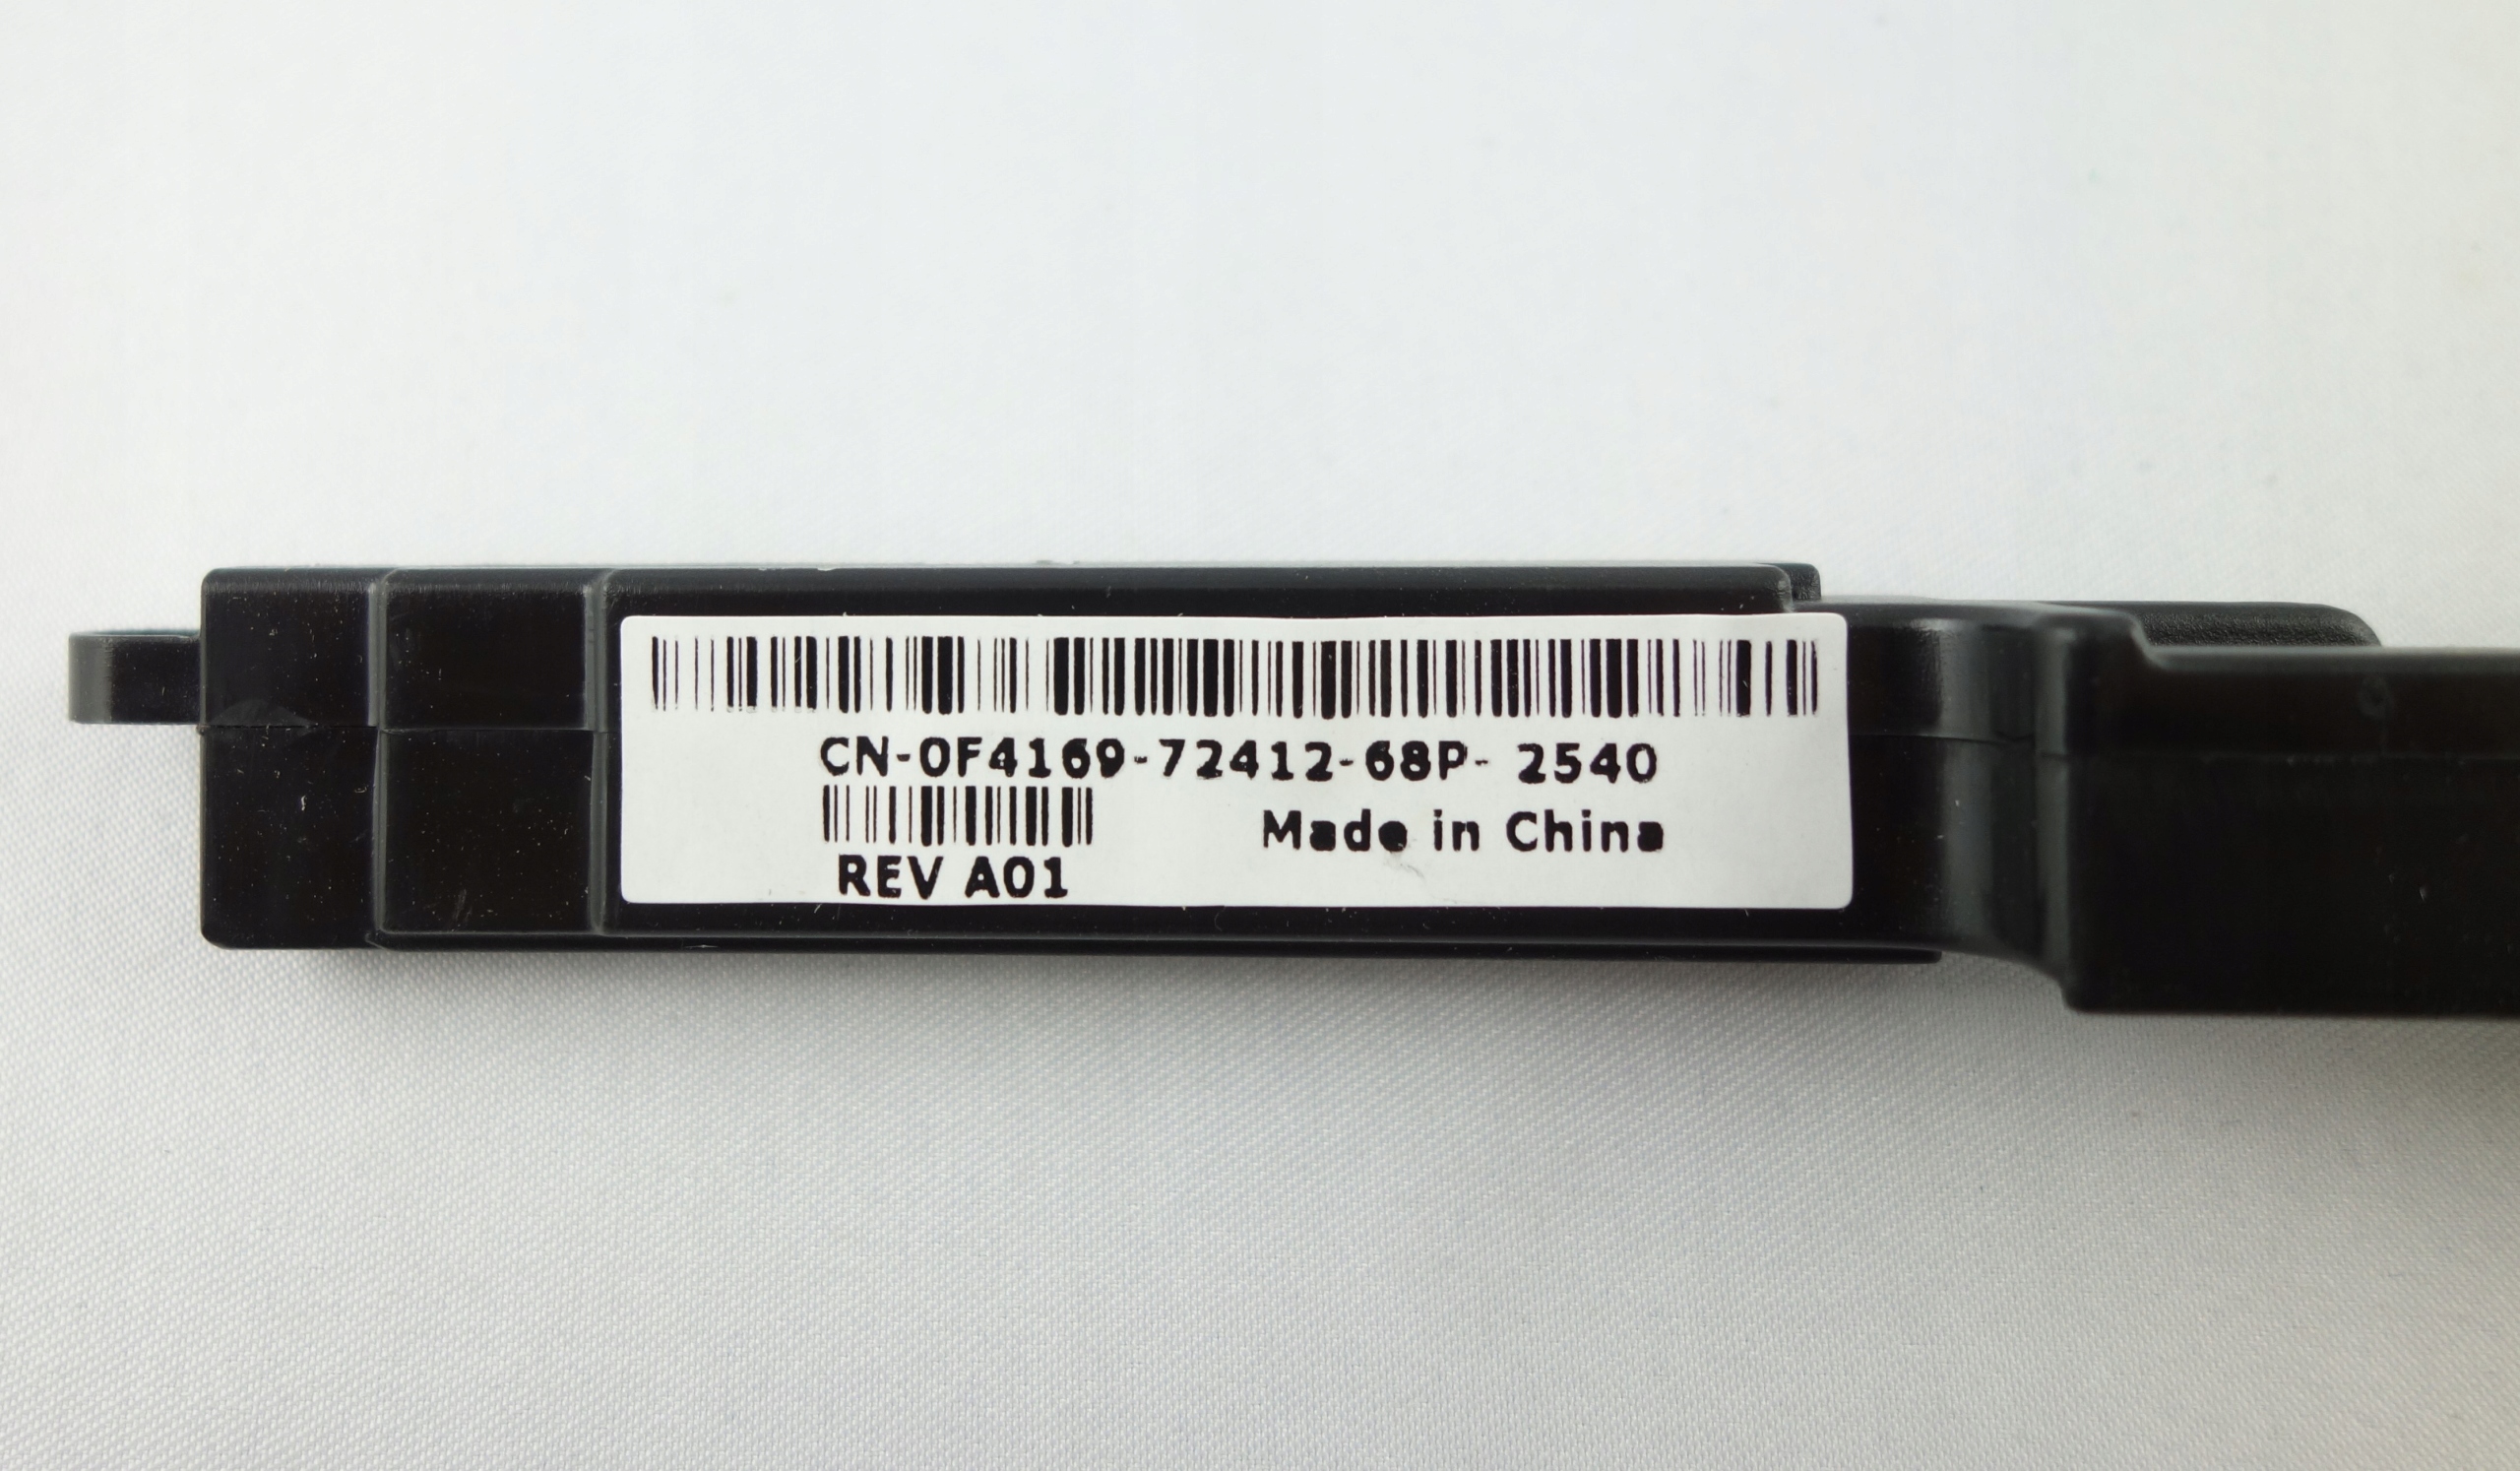 CN-0F4169-72412-68P- 2540
Made in China
REV A01